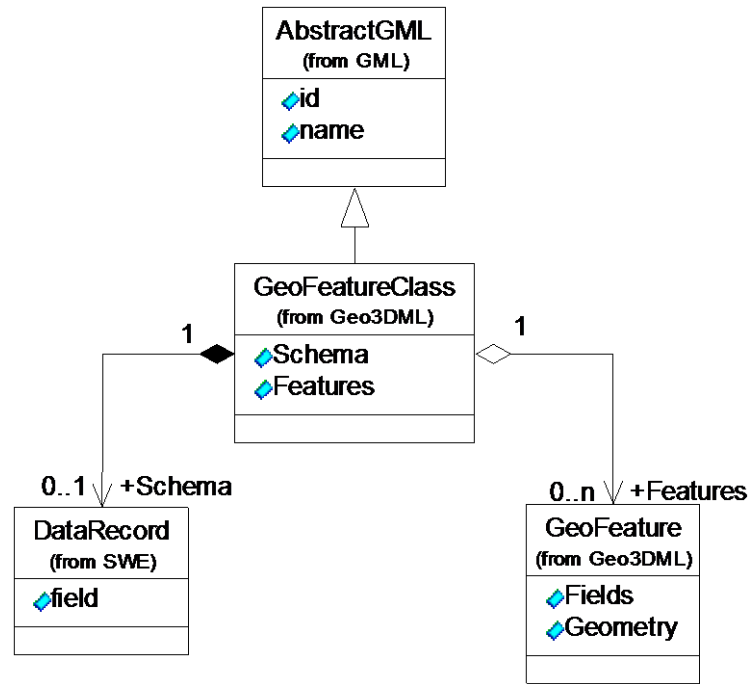 AbstractGML
(from GML)
id
name
GeoFeatureClass
(from Geo3DML)
Schema
Features
1
1
0..1
+Schema
0..n
+Features
DataRecord
(from SWE)
field
GeoFeature
(from Geo3DML)
Fields
Geometry